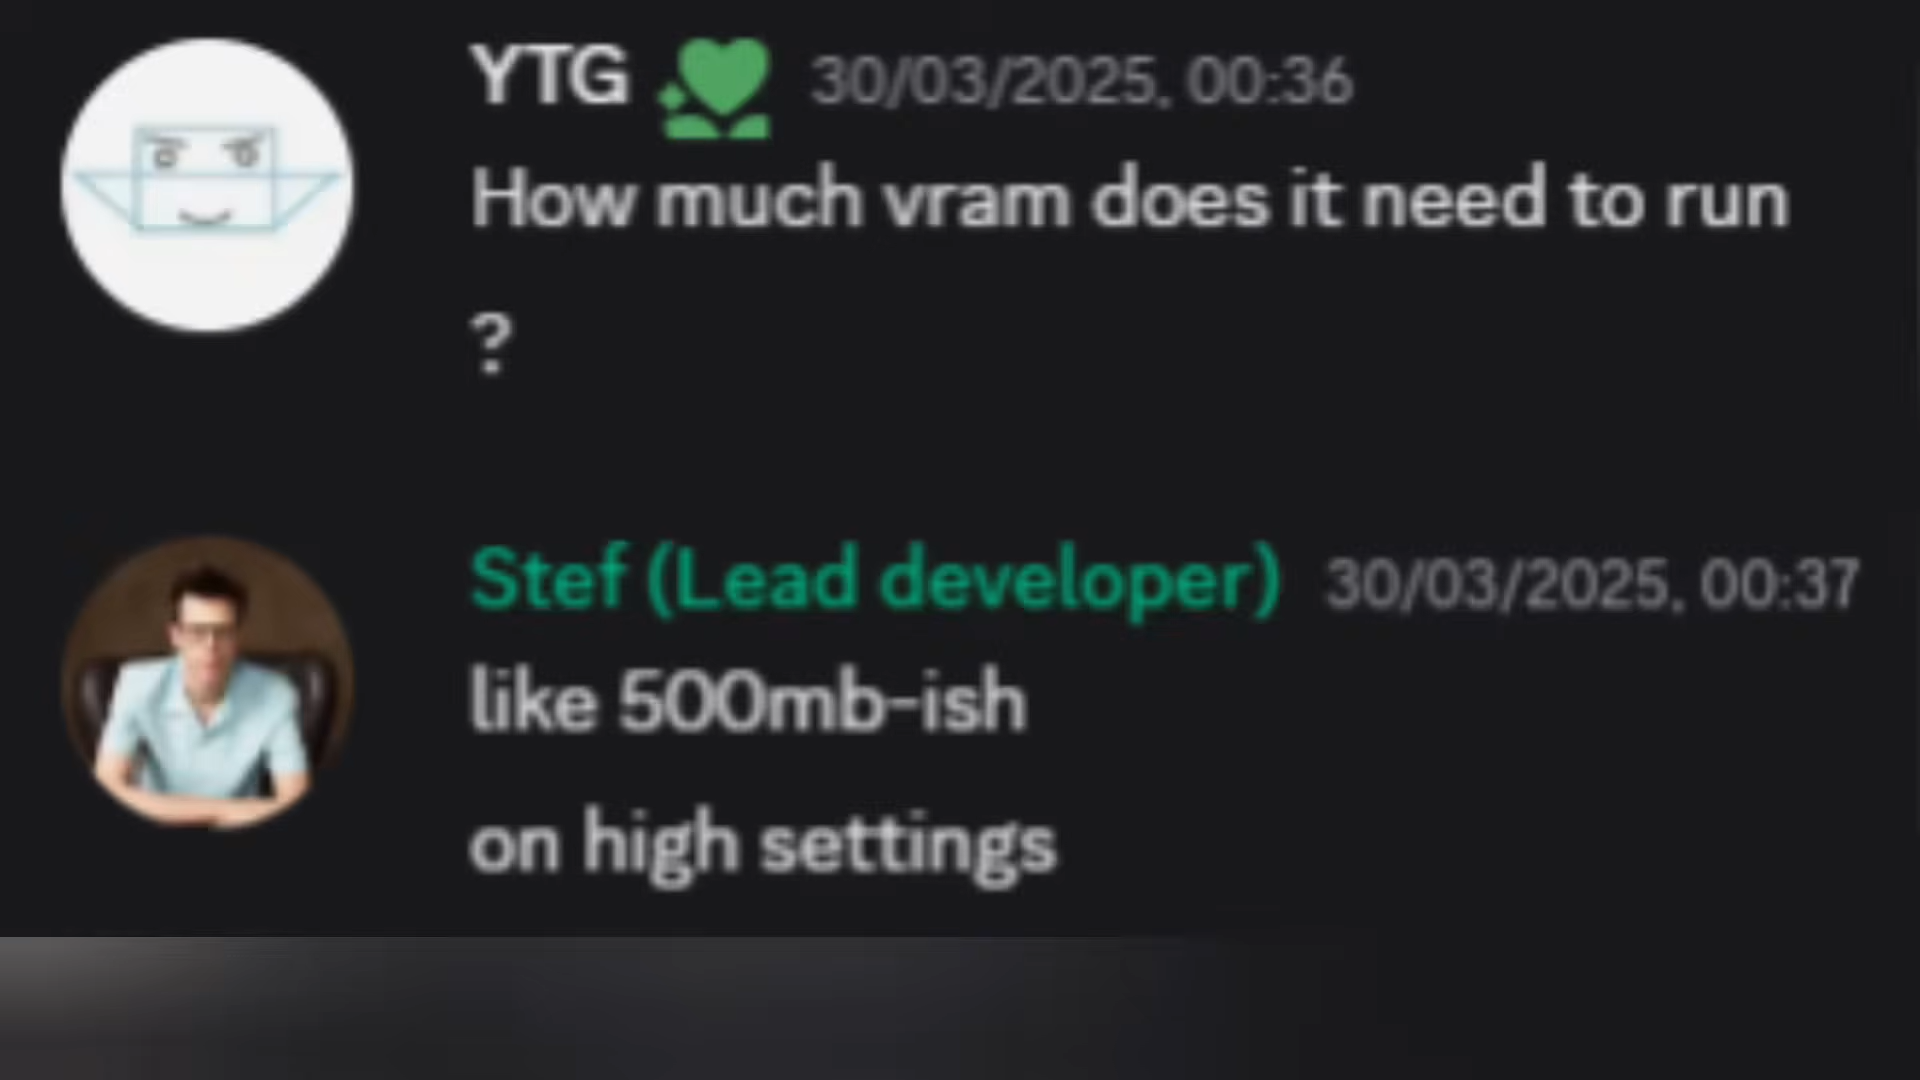 YTG 30/03/2025, 00:36
How much vram does it need to run
?
Stef (Lead developer) 30/03/2025, 00:37
like 500mb-ish
on high settings